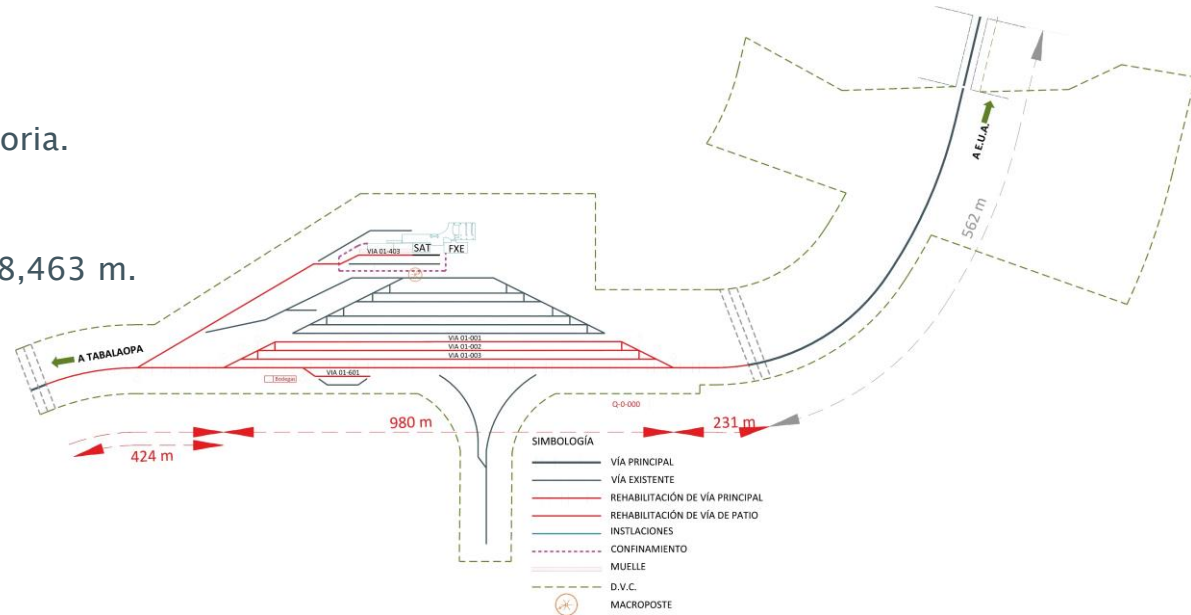 oria.
8,463 m.
A E.U.A.
562 m
VIA 01-403
SAT
FXE
A TABALAOPA
VIA 01-001
VIA 01-002
VIA 01-003
VIA 01-601
Bodegas
Q-0-000
980 m
231 m
424 m
SIMBOLOGÍA
VÍA PRINCIPAL
VÍA EXISTENTE
REHABILITACIÓN DE VÍA PRINCIPAL
REHABILITACIÓN DE VÍA DE PATIO
INSTLACIONES
CONFINAMIENTO
MUELLE
D.V.C.
MACROPOSTE